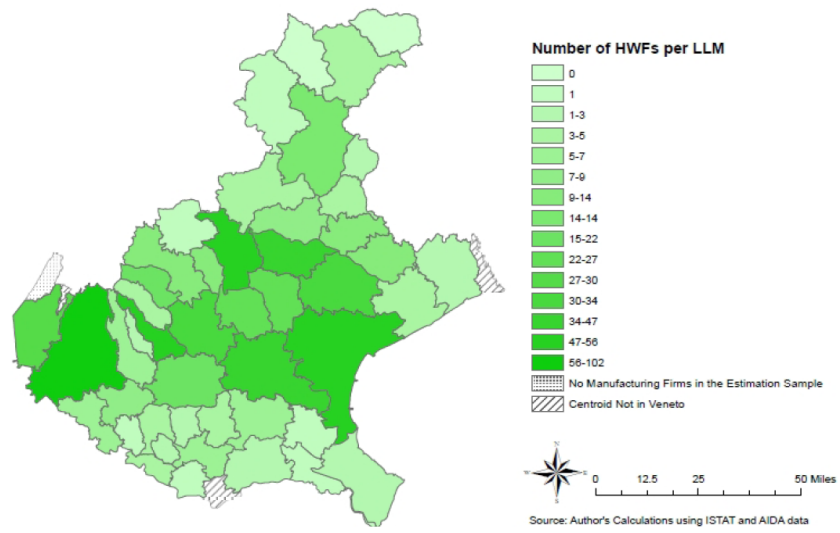 Number of HWFs per LLM
0
1
1-3
3-5
5-7
7-9
9-14
14-14
15-22
22-27
27-30
30-34
34-47
47-56
56-102
No Manufacturing Firms in the Estimation Sample
Centroid Not in Veneto
N
W E
S
0 12.5 25 50 Miles
Source: Author's Calculations using ISTAT and AIDA data